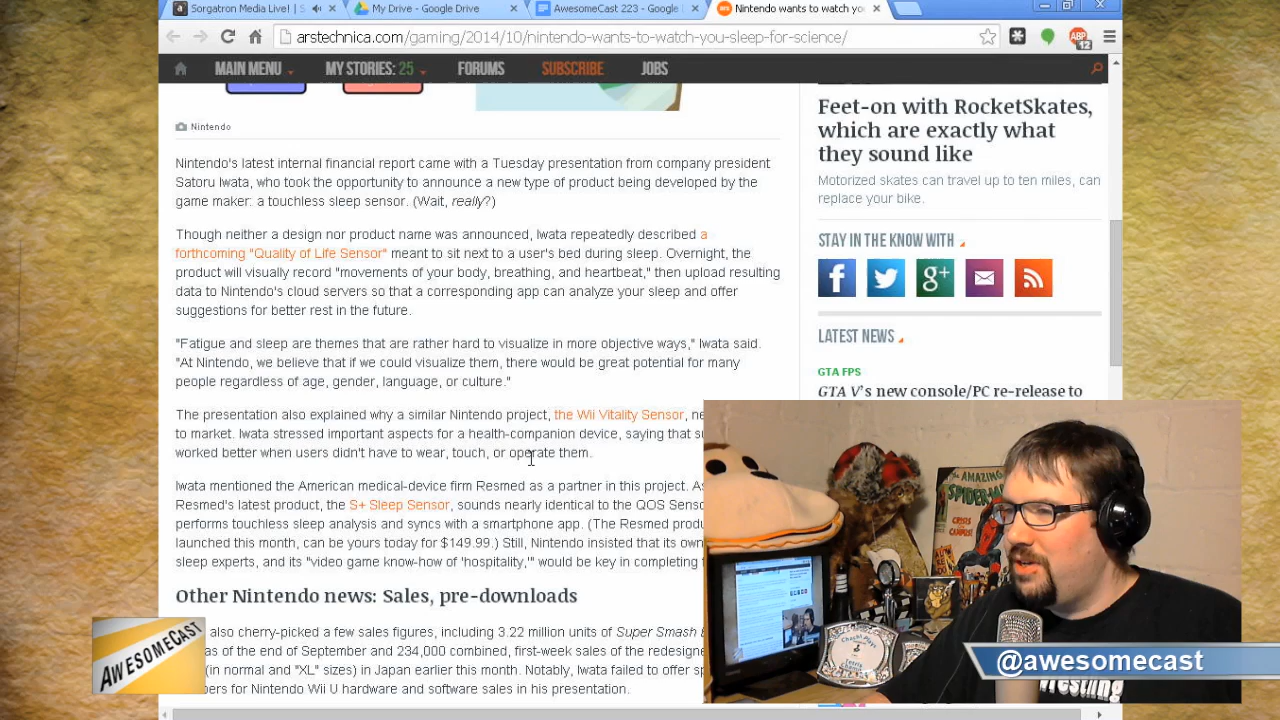 Sorgatron Media Live! | S
My Drive - Google Drive
AwesomeCast 223 - Google
Nintendo wants to watch you
arstechnica.com/gaming/2014/10/nintendo-wants-to-watch-you-sleep-for-science/
ABP
12
MAIN MENU
MY STORIES: 25
FORUMS
SUBSCRIBE
JOBS
Nintendo
Nintendo's latest internal financial report came with a Tuesday presentation from company president
Satoru Iwata, who took the opportunity to announce a new type of product being developed by the
game maker: a touchless sleep sensor. (Wait, really?)
Though neither a design nor product name was announced, Iwata repeatedly described a
forthcoming "Quality of Life Sensor" meant to sit next to a user's bed during sleep. Overnight, the
product will visually record "movements of your body, breathing, and heartbeat," then upload resulting
data to Nintendo's cloud servers so that a corresponding app can analyze your sleep and offer
suggestions for better rest in the future.
"Fatigue and sleep are themes that are rather hard to visualize in more objective ways," Iwata said.
"At Nintendo, we believe that if we could visualize them, there would be great potential for many
people regardless of age, gender, language, or culture."
The presentation also explained why a similar Nintendo project, the Wii Vitality Sensor, ne
to market. Iwata stressed important aspects for a health-companion device, saying that su
worked better when users didn't have to wear, touch, or operate them.
Iwata mentioned the American medical-device firm Resmed as a partner in this project. As
Resmed's latest product, the S+ Sleep Sensor, sounds nearly identical to the QOS Senso
performs touchless sleep analysis and syncs with a smartphone app. (The Resmed produ
launched this month, can be yours today for $149.99.) Still, Nintendo insisted that its own
sleep experts, and its "video game know-how of 'hospitality,'" would be key in completing t
Other Nintendo news: Sales, pre-downloads
also cherry-picked a few sales figures, including 3.22 million units of Super Smash B
as of the end of September and 234,000 combined, first-week sales of the redesigne
(in normal and "XL" sizes) in Japan earlier this month. Notably, Iwata failed to offer sp
bers for Nintendo Wii U hardware and software sales in his presentation.
Feet-on with RocketSkates,
which are exactly what
they sound like
Motorized skates can travel up to ten miles, can
replace your bike.
STAY IN THE KNOW WITH
LATEST NEWS
GTA FPS
GTA V's new console/PC re-release to
THE AMAZING
SPIDER-MAN
CRISIS
CAMPUS!
AWESOMECAST
@awesomecast